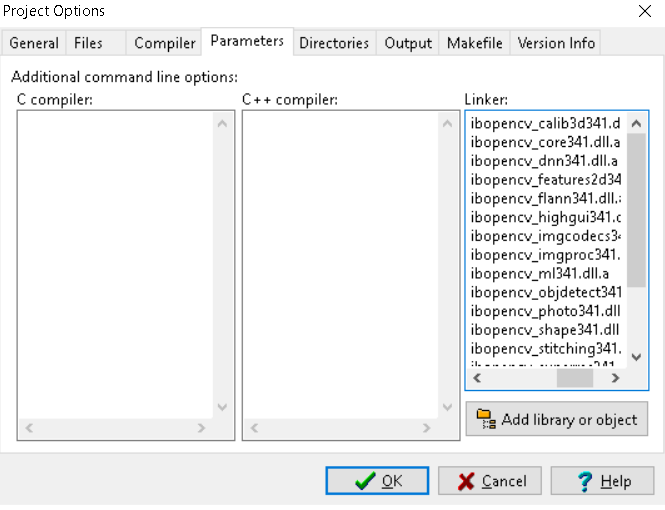 Project Options
General Files Compiler Parameters Directories Output Makefile Version Info
Additional command line options:
C compiler: C++ compiler: Linker:
ibopencv_calib3d341.d
ibopencv_core341.dll.a
ibopencv_dnn341.dll.a
ibopencv_features2d34
ibopencv_flann341.dll.a
ibopencv_highgui341.d
ibopencv_imgcodecs34
ibopencv_imgproc341.
ibopencv_ml341.dll.a
ibopencv_objdetect341
ibopencv_photo341.dll
ibopencv_shape341.dll
ibopencv_stitching341.
Add library or object
OK Cancel Help